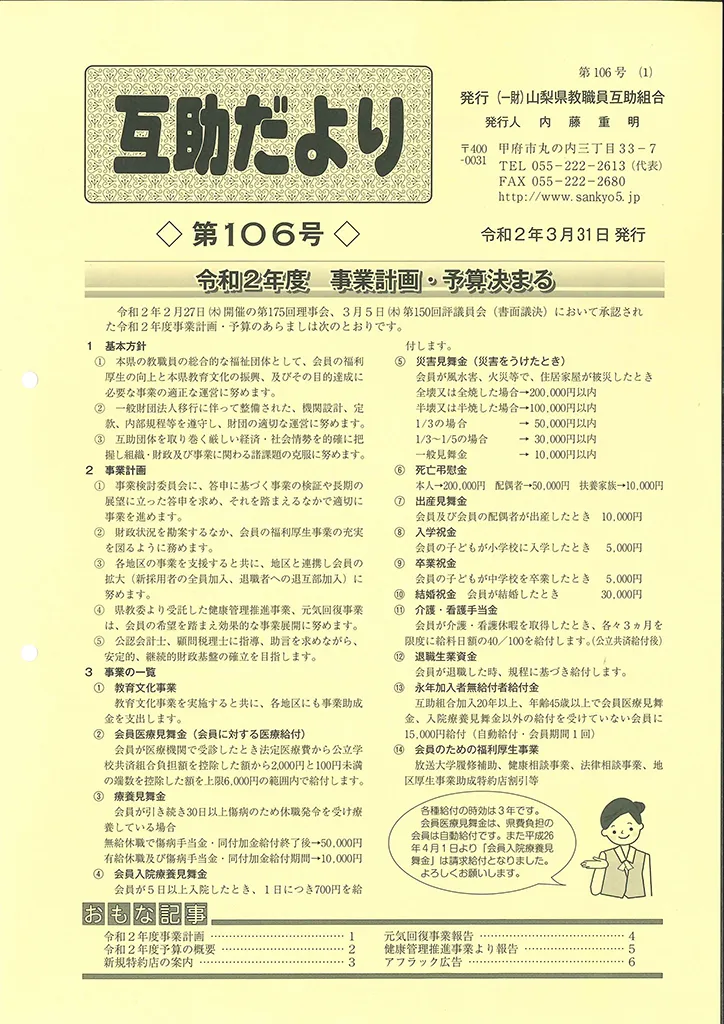 第106号 (1)
互助だより
発行 (一財)山梨県教職員互助組合
発行人 内藤重明
〒400-0031 甲府市丸の内三丁目33−7
TEL 055-222-2613 (代表)
FAX 055-222-2680
http://www.sankyo5.jp
◇ 第106号 ◇
令和2年3月31日 発行
令和2年度 事業計画・予算決まる
令和2年2月27日㈭開催の第175回理事会、3月5日㈭第150回評議員会(書面議決)において承認され
た令和2年度事業計画・予算のあらましは次のとおりです。
1 基本方針
① 本県の教職員の総合的な福祉団体として、会員の福利
厚生の向上と本県教育文化の振興、及びその目的達成に
必要な事業の適正な運営に努めます。
② 一般財団法人移行に伴って整備された、機関設計、定
款、内部規程等を遵守し、財団の適切な運営に努めます。
③ 互助団体を取り巻く厳しい経済・社会情勢を的確に把
握し組織・財政及び事業に関わる諸課題の克服に努めます。
2 事業計画
① 事業検討委員会に、答申に基づく事業の検証や長期の
展望に立った答申を求め、それを踏まえるなかで適切に
事業を進めます。
② 財政状況を勘案するなか、会員の福利厚生事業の充実
を図るように務めます。
③ 各地区の事業を支援すると共に、地区と連携し会員の
拡大(新採用者の全員加入、退職者への退互部加入)に
努めます。
④ 県教委より受託した健康管理推進事業、元気回復事業
は、会員の希望を踏まえ効果的な事業展開に努めます。
⑤ 公認会計士、顧問税理士に指導、助言を求めながら、
安定的、継続的財政基盤の確立を目指します。
3 事業の一覧
① 教育文化事業
教育文化事業を実施すると共に、各地区にも事業助成
金を支出します。
② 会員医療見舞金(会員に対する医療給付)
会員が医療機関で受診したとき法定医療費から公立学
校共済組合負担額を控除した額から2,000円と100円未満
の端数を控除した額を上限6,000円の範囲内で給付します。
③ 療養見舞金
会員が引き続き30日以上傷病のため休職発令を受け療
養している場合
無給休職で傷病手当金・同付加金給付終了後→50,000円
有給休職及び傷病手当金・同付加金給付期間→10,000円
④ 会員入院療養見舞金
会員が5日以上入院したとき、1日につき700円を給
付します。
⑤ 災害見舞金(災害をうけたとき)
会員が風水害、火災等で、住居家屋が被災したとき
全壊又は全焼した場合→200,000円以内
半壊又は半焼した場合→100,000円以内
1/3の場合 → 50,000円以内
1/3~1/5の場合 → 30,000円以内
一般見舞金 → 10,000円以内
⑥ 死亡弔慰金
本人→200,000円 配偶者→50,000円 扶養家族→10,000円
⑦ 出産見舞金
会員及び会員の配偶者が出産したとき 10,000円
⑧ 入学祝金
会員の子どもが小学校に入学したとき 5,000円
⑨ 卒業祝金
会員の子どもが中学校を卒業したとき 5,000円
⑩ 結婚祝金 会員が結婚したとき 30,000円
⑪ 介護・看護手当金
会員が介護・看護休暇を取得したとき、各々3ヵ月を
限度に給料日額の40/100を給付します。(公立共済給付後)
⑫ 退職生業資金
会員が退職した時、規程に基づき給付します。
⑬ 永年加入者無給付者給付金
互助組合加入20年以上、年齢45歳以上で会員医療見舞
金、入院療養見舞金以外の給付を受けていない会員に
15,000円給付(自動給付・会員期間1回)
⑭ 会員のための福利厚生事業
放送大学履修補助、健康相談事業、法律相談事業、地
区厚生事業助成特約店割引等
各種給付の時効は3年です。
会員医療見舞金は、県費負担の
会員は自動給付です。また平成26
年4月1日より「会員入院療養見
舞金」は請求給付となりました。
よろしくお願いします。
おもな記事
令和2年度事業計画 …………………………… 1
令和2年度予算の概要 ………………………… 2
新規特約店の案内 ……………………………… 3
元気回復事業報告 ……………………………… 4
健康管理推進事業より報告 …………………… 5
アフラック広告 ………………………………… 6